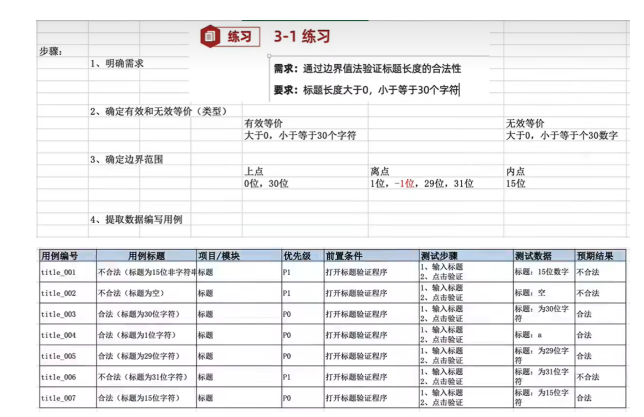 练习 3-1 练习
步骤:
1、明确需求
需求：通过边界值法验证标题长度的合法性
要求：标题长度大于0，小于等于30个字符
2、确定有效和无效等价（类型）
有效等价 无效等价
大于0，小于等于30个字符 大于0，小于等于个30数字
3、确定边界范围
上点 离点 内点
0位，30位 1位，-1位，29位，31位 15位
4、提取数据编写用例
用例编号 用例标题 项目/模块 优先级 前置条件 测试步骤 测试数据 预期结果
title_001 不合法（标题为15位非字符串 标题 P1 打开标题验证程序 1、输入标题 标题：15位数字 不合法
2、点击验证
title_002 不合法（标题为空） 标题 P1 打开标题验证程序 1、输入标题 标题：空 不合法
2、点击验证
title_003 合法（标题为30位字符） 标题 P0 打开标题验证程序 1、输入标题 标题：为30位字 合法
2、点击验证 符
title_004 合法（标题为1位字符） 标题 P0 打开标题验证程序 1、输入标题 标题：a 合法
2、点击验证
title_005 合法（标题为29位字符） 标题 P0 打开标题验证程序 1、输入标题 标题：为29位字 合法
2、点击验证 符
title_006 不合法（标题为31位字符） 标题 P1 打开标题验证程序 1、输入标题 标题：为31位字 不合法
2、点击验证 符
title_007 合法（标题为15位字符） 标题 P0 打开标题验证程序 1、输入标题 标题：为15位字 合法
2、点击验证 符